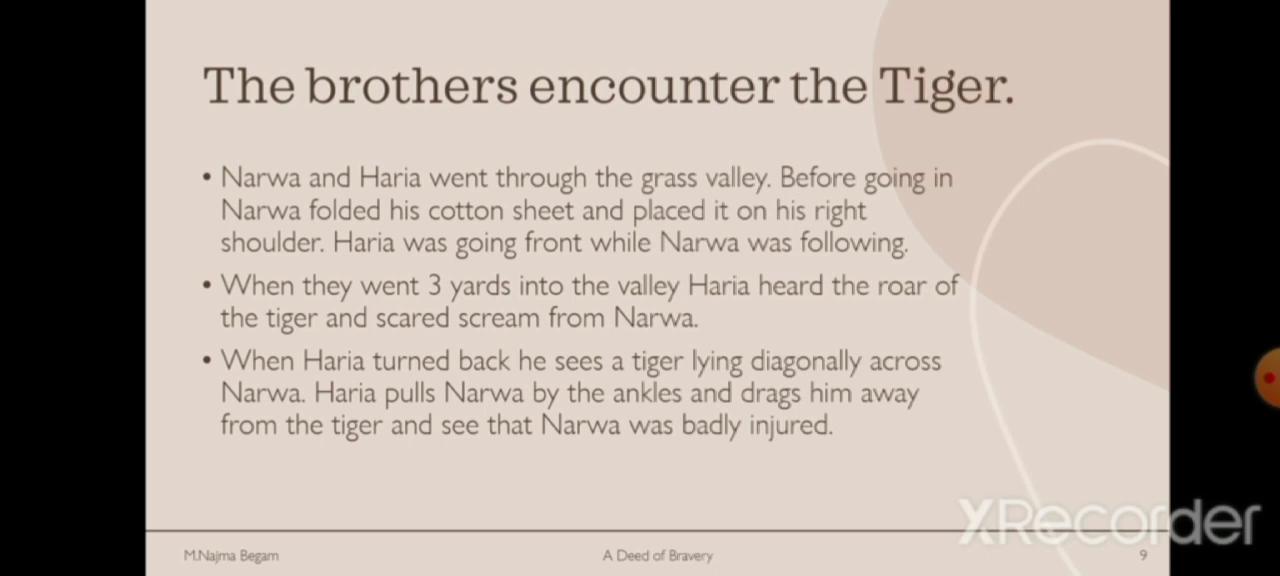 The brothers encounter the Tiger.
• Narwa and Haria went through the grass valley. Before going in
Narwa folded his cotton sheet and placed it on his right
shoulder. Haria was going front while Narwa was following.
• When they went 3 yards into the valley Haria heard the roar of
the tiger and scared scream from Narwa.
• When Haria turned back he sees a tiger lying diagonally across
Narwa. Haria pulls Narwa by the ankles and drags him away
from the tiger and see that Narwa was badly injured.
XRecorder
M.Najma Begam
A Deed of Bravery
9